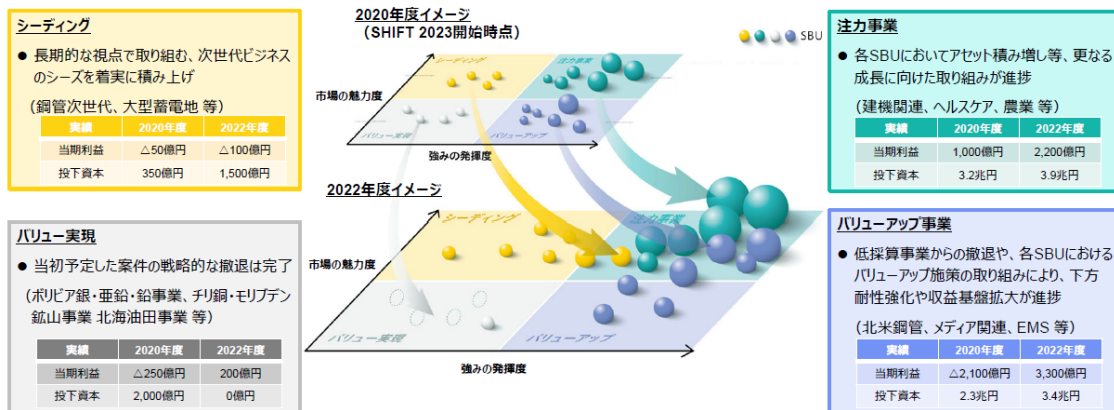 シーディング
● 長期的な視点で取り組む、次世代ビジネス
のシーズを着実に積み上げ
(鋼管次世代、大型蓄電地 等)
実績 2020年度 2022年度
当期利益 △50億円 △100億円
投下資本 350億円 1,500億円
バリュー実現
● 当初予定した案件の戦略的な撤退は完了
(ボリビア銀・亜鉛・鉛事業、チリ銅・モリブデン
鉱山事業 北海油田事業 等)
実績 2020年度 2022年度
当期利益 △250億円 200億円
投下資本 2,000億円 0億円
2020年度イメージ
(SHIFT 2023開始時点)
SBU
市場の魅力度
シーディング
注力事業
バリュー実現
バリューアップ
強みの発揮度
2022年度イメージ
市場の魅力度
シーディング
注力事業
バリュー実現
バリューアップ
強みの発揮度
注力事業
● 各SBUにおいてアセット積み増し等、更なる
成長に向けた取り組みが進捗
(建機関連、ヘルスケア、農業 等)
実績 2020年度 2022年度
当期利益 1,000億円 2,200億円
投下資本 3.2兆円 3.9兆円
バリューアップ事業
● 低採算事業からの撤退や、各SBUにおける
バリューアップ施策の取り組みにより、下方
耐性強化や収益基盤拡大が進捗
(北米鋼管、メディア関連、EMS 等)
実績 2020年度 2022年度
当期利益 △2,100億円 3,300億円
投下資本 2.3兆円 3.4兆円